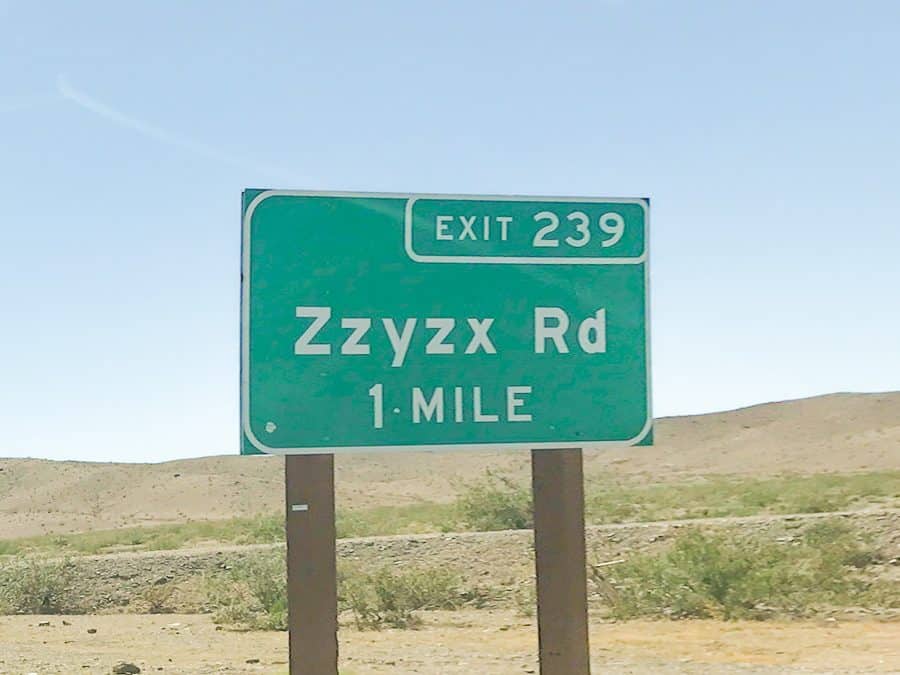 EXIT 239
Zzyzx Rd
1 MILE